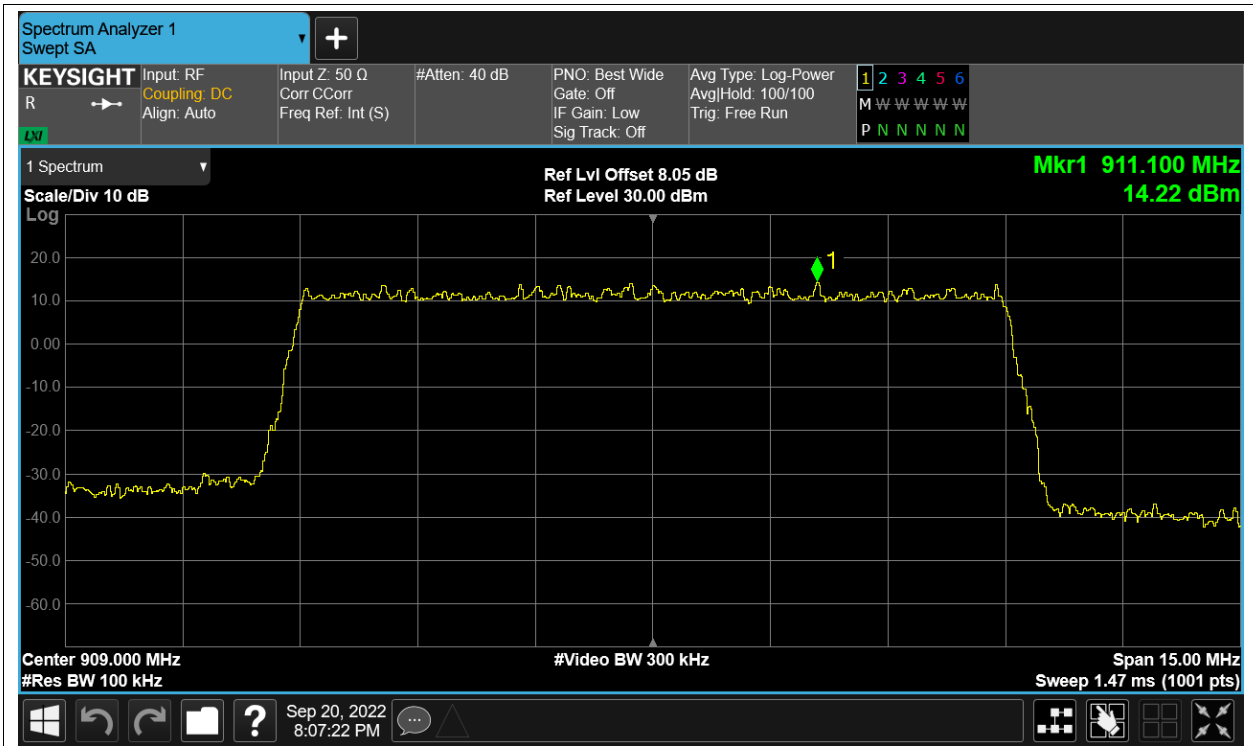 Spectrum Analyzer 1
Swept SA
KEYSIGHT
R
LXI
Input: RF
Coupling: DC
Align: Auto
Input Z: 50 Ω
Corr CCorr
Freq Ref: Int (S)
#Atten: 40 dB
PNO: Best Wide
Gate: Off
IF Gain: Low
Sig Track: Off
Avg Type: Log-Power
Avg|Hold: 100/100
Trig: Free Run
1 2 3 4 5 6
M W W W W W
P N N N N N
1 Spectrum
Scale/Div 10 dB
Log
Ref Lvl Offset 8.05 dB
Ref Level 30.00 dBm
Mkr1 911.100 MHz
14.22 dBm
1
20.0
10.0
0.00
-10.0
-20.0
-30.0
-40.0
-50.0
-60.0
Center 909.000 MHz
#Res BW 100 kHz
#Video BW 300 kHz
Span 15.00 MHz
Sweep 1.47 ms (1001 pts)
?
Sep 20, 2022
8:07:22 PM